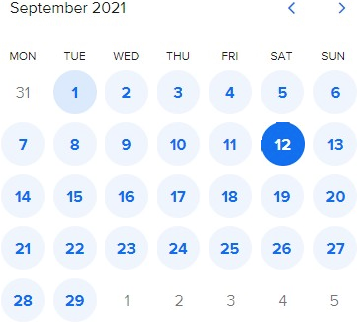 September 2021
MON TUE WED THU FRI SAT SUN
31 1 2 3 4 5 6
7 8 9 10 11 12 13
14 15 16 17 18 19 20
21 22 23 24 25 26 27
28 29 1 2 3 4 5